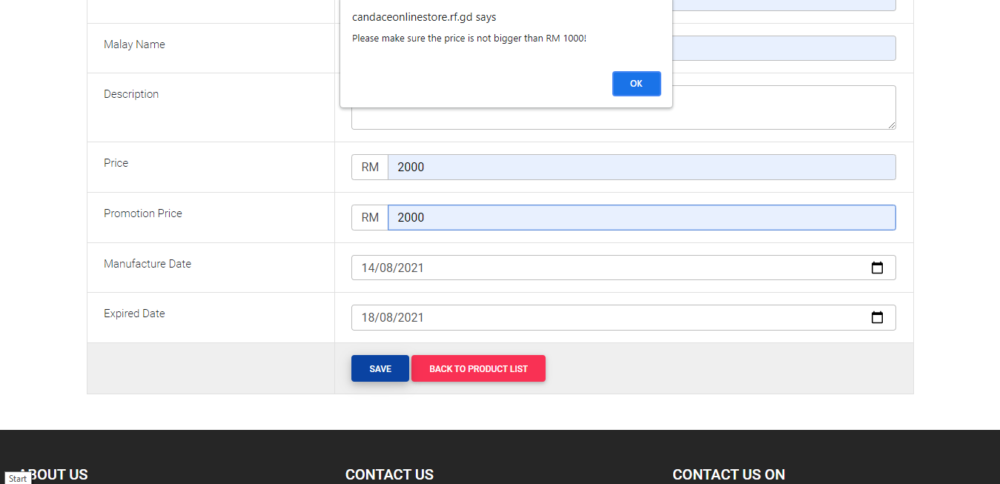 candaceonlinestore.rf.gd says
Please make sure the price is not bigger than RM 1000!
OK
Malay Name
Description
Price
RM 2000
Promotion Price
RM 2000
Manufacture Date
14/08/2021
Expired Date
18/08/2021
SAVE BACK TO PRODUCT LIST
ABOUT US CONTACT US CONTACT US ON
Start